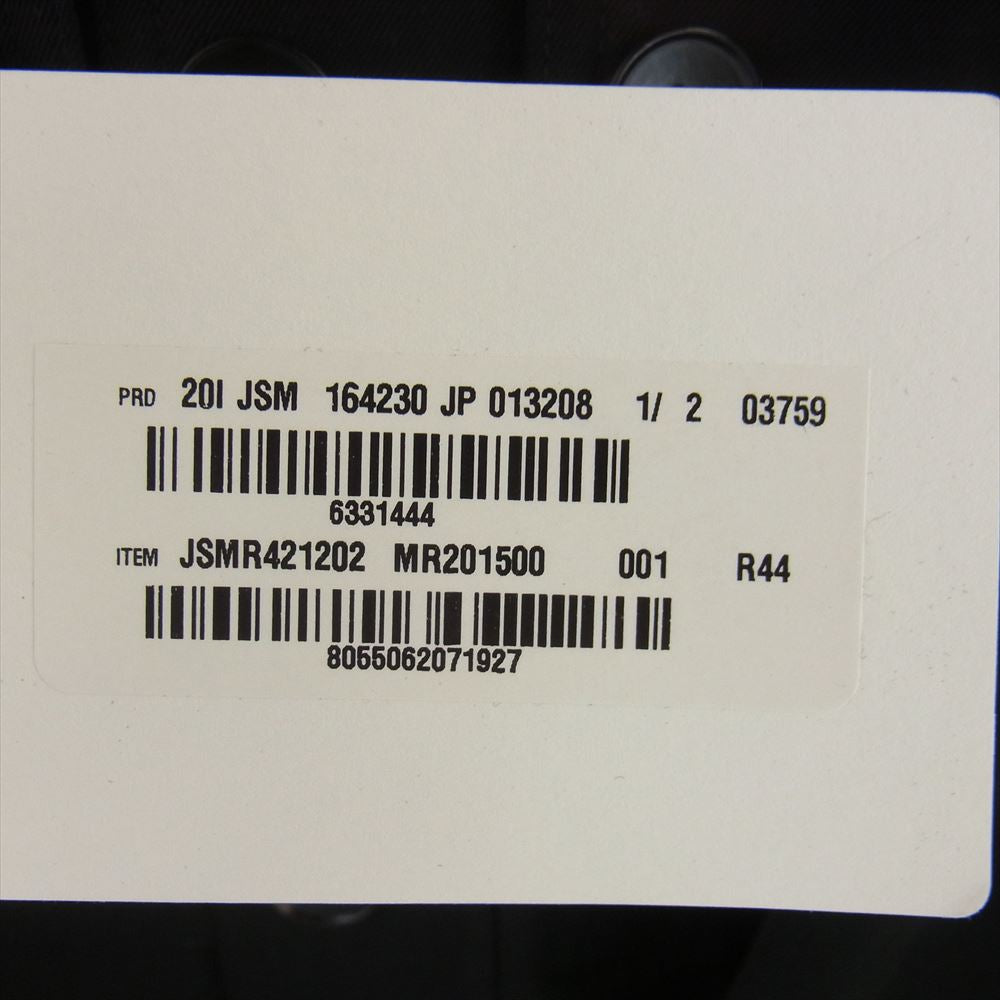 PRD 20I JSM 164230 JP 013208 1/ 2 03759
6331444
ITEM JSMR421202 MR201500 001 R44
8055062071927